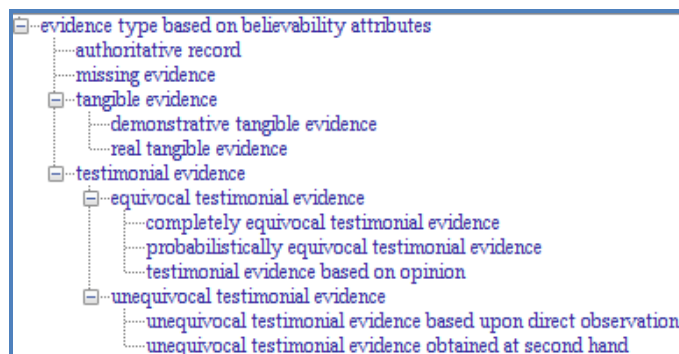 evidence type based on believability attributes
authoritative record
missing evidence
tangible evidence
demonstrative tangible evidence
real tangible evidence
testimonial evidence
equivocal testimonial evidence
completely equivocal testimonial evidence
probabilistically equivocal testimonial evidence
testimonial evidence based on opinion
unequivocal testimonial evidence
unequivocal testimonial evidence based upon direct observation
unequivocal testimonial evidence obtained at second hand